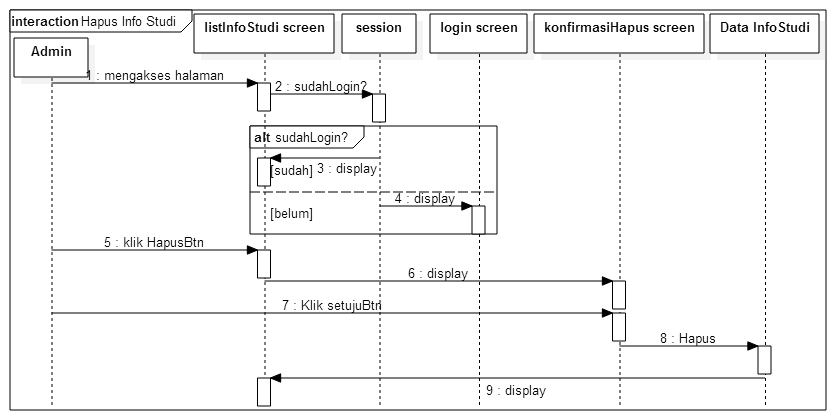 interaction Hapus Info Studi
Admin
listInfoStudi screen
session
login screen
konfirmasiHapus screen
Data InfoStudi
1 : mengakses halaman
2 : sudahLogin?
alt sudahLogin?
3 : display
[sudah]
4 : display
[belum]
5 : klik HapusBtn
6 : display
7 : Klik setujuBtn
8 : Hapus
9 : display